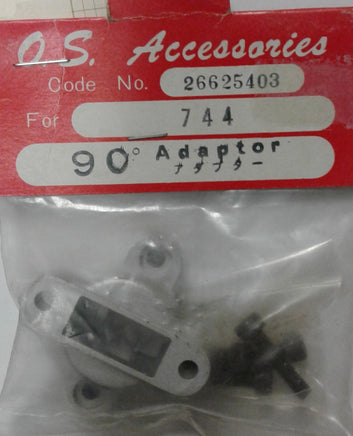 O.S. Accessories
Code No. 26625403
For 744
90° Adaptor
アダプター